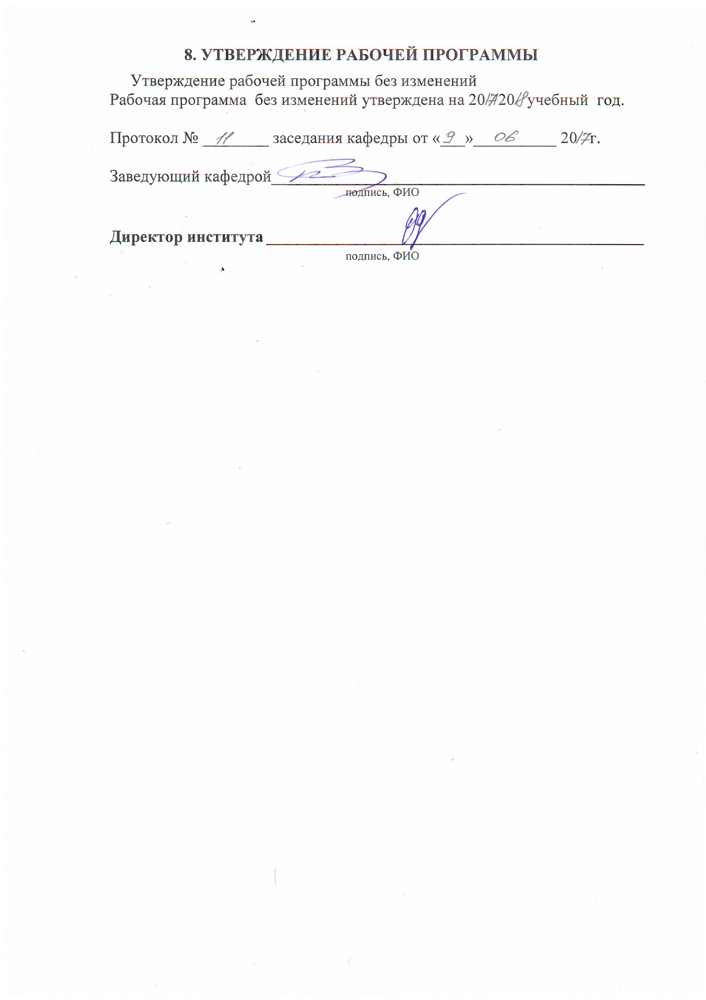 8. УТВЕРЖДЕНИЕ РАБОЧЕЙ ПРОГРАММЫ
Утверждение рабочей программы без изменений
Рабочая программа без изменений утверждена на 2017 2018 учебный год.
Протокол № 11 заседания кафедры от «9» 06 2017г.
Заведующий кафедрой
подпись, ФИО
Директор института
подпись, ФИО